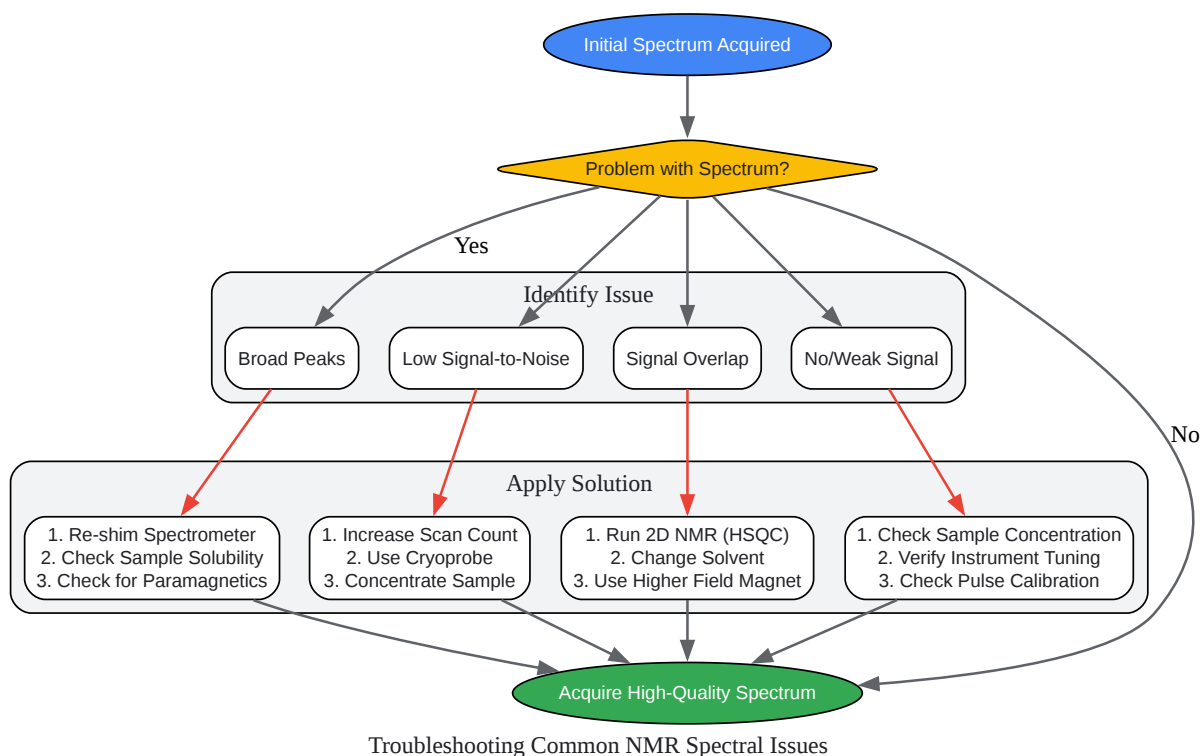 Initial Spectrum Acquired
Problem with Spectrum?
Yes
Identify Issue
Broad Peaks
Low Signal-to-Noise
Signal Overlap
No/Weak Signal
No
Apply Solution
1. Re-shim Spectrometer
2. Check Sample Solubility
3. Check for Paramagnetics
1. Increase Scan Count
2. Use Cryoprobe
3. Concentrate Sample
1. Run 2D NMR (HSQC)
2. Change Solvent
3. Use Higher Field Magnet
1. Check Sample Concentration
2. Verify Instrument Tuning
3. Check Pulse Calibration
Acquire High-Quality Spectrum
Troubleshooting Common NMR Spectral Issues